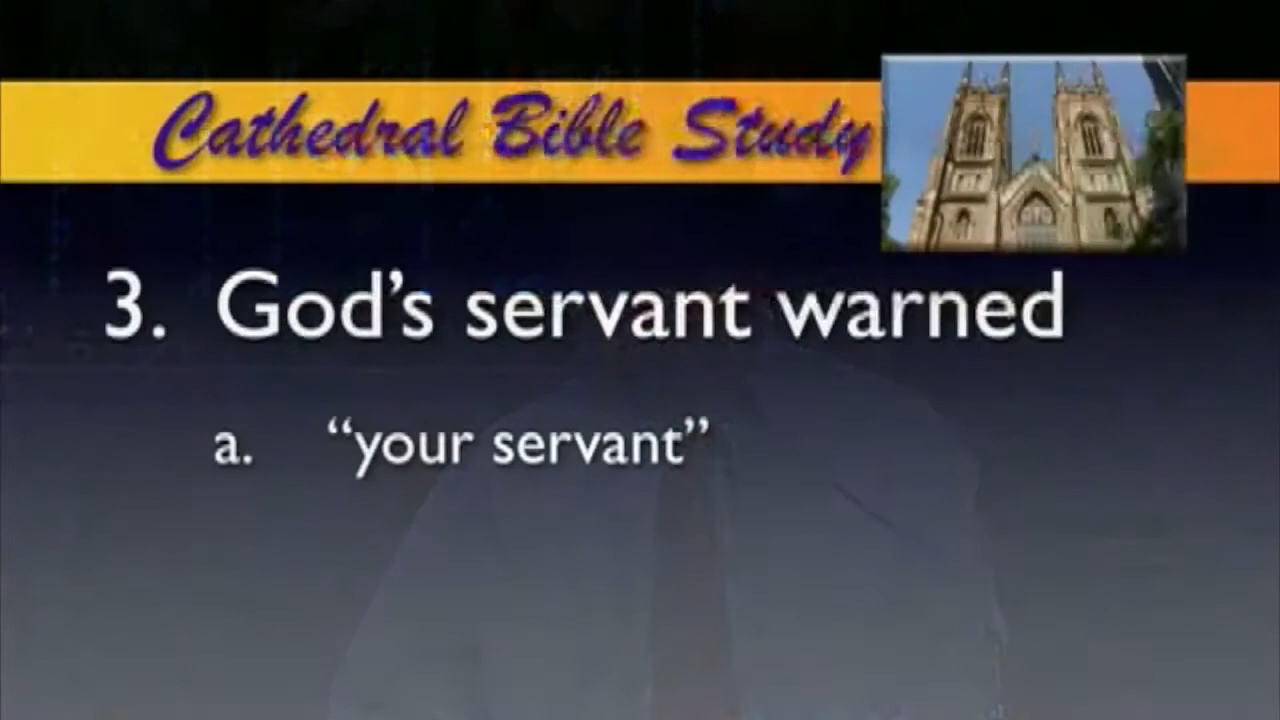 Cathedral Bible Study
3. God’s servant warned
a. “your servant”